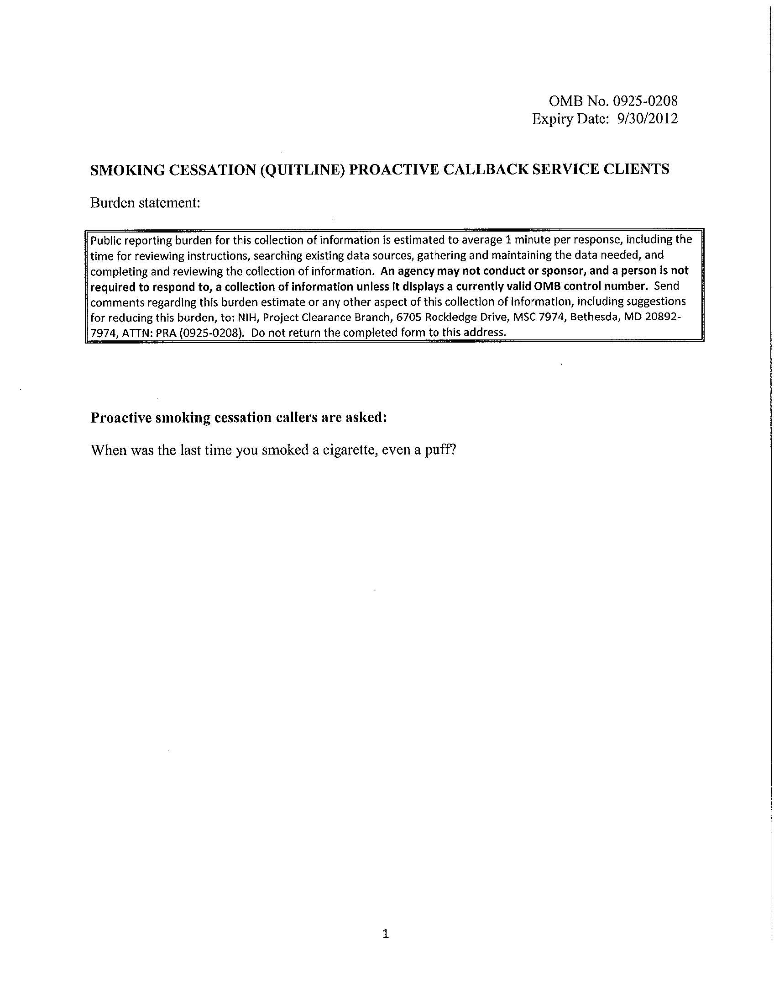 OMB No. 0925-0208
Expiry Date: 9/30/2012
SMOKING CESSATION (QUITLINE) PROACTIVE CALLBACK SERVICE CLIENTS
Burden statement:
Public reporting burden for this collection of information is estimated to average 1 minute per response, including the
time for reviewing instructions, searching existing data sources, gathering and maintaining the data needed, and
completing and reviewing the collection of information. An agency may not conduct or sponsor, and a person is not
required to respond to, a collection of information unless it displays a currently valid OMB control number. Send
comments regarding this burden estimate or any other aspect of this collection of information, including suggestions
for reducing this burden, to: NIH, Project Clearance Branch, 6705 Rockledge Drive, MSC 7974, Bethesda, MD 20892-
7974, ATTN: PRA (0925-0208). Do not return the completed form to this address.
Proactive smoking cessation callers are asked:
When was the last time you smoked a cigarette, even a puff?
1